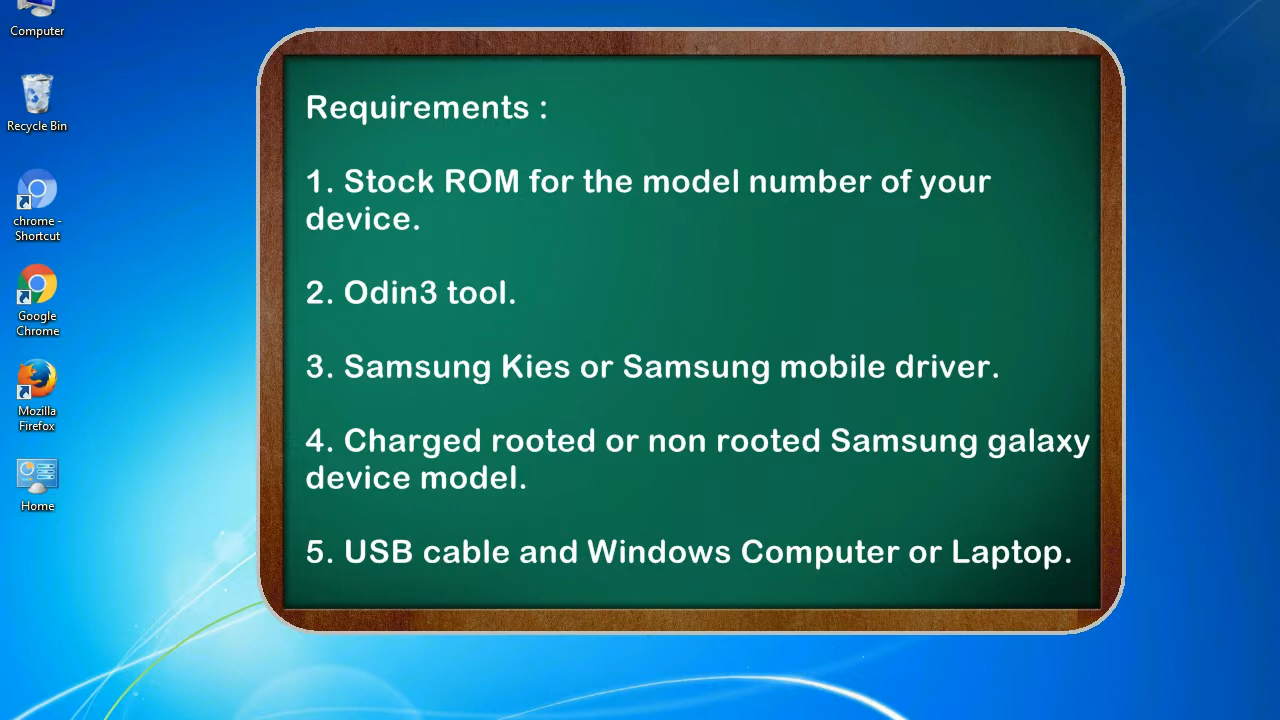 Computer
Recycle Bin
chrome -
Shortcut
Google
Chrome
Mozilla
Firefox
Home
Requirements :
1. Stock ROM for the model number of your
device.
2. Odin3 tool.
3. Samsung Kies or Samsung mobile driver.
4. Charged rooted or non rooted Samsung galaxy
device model.
5. USB cable and Windows Computer or Laptop.